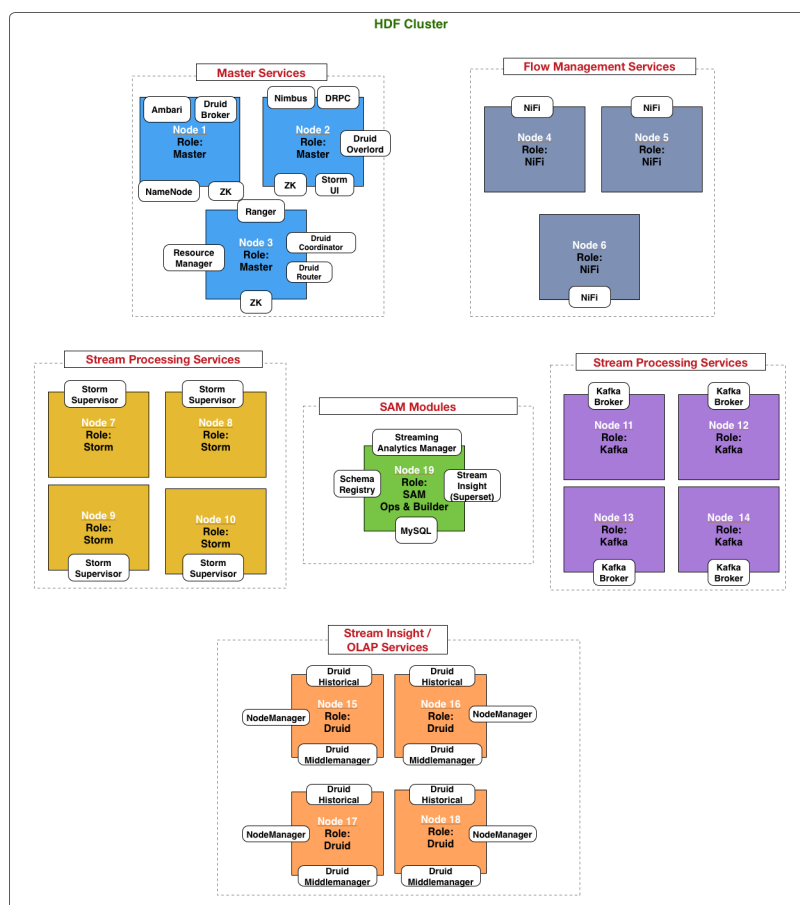 HDF Cluster
Master Services
Ambari
Druid
Broker
Node 1
Role:
Master
NameNode
ZK
Nimbus
DRPC
Node 2
Role:
Master
Druid
Overlord
ZK
Storm
UI
Ranger
Node 3
Role:
Master
Resource
Manager
Druid
Coordinator
Druid
Router
ZK
Flow Management Services
NiFi
Node 4
Role:
NiFi
NiFi
Node 5
Role:
NiFi
Node 6
Role:
NiFi
NiFi
Stream Processing Services
Storm
Supervisor
Node 7
Role:
Storm
Storm
Supervisor
Node 8
Role:
Storm
Node 9
Role:
Storm
Storm
Supervisor
Node 10
Role:
Storm
Storm
Supervisor
SAM Modules
Streaming
Analytics Manager
Node 19
Role:
SAM
Ops & Builder
Schema
Registry
Stream
Insight
(Superset)
MySQL
Stream Processing Services
Kafka
Broker
Node 11
Role:
Kafka
Kafka
Broker
Node 12
Role:
Kafka
Node 13
Role:
Kafka
Kafka
Broker
Node 14
Role:
Kafka
Kafka
Broker
Stream Insight /
OLAP Services
Druid
Historical
Node 15
Role:
Druid
NodeManager
Druid
Middlemanager
Druid
Historical
Node 16
Role:
Druid
NodeManager
Druid
Middlemanager
Druid
Historical
Node 17
Role:
Druid
NodeManager
Druid
Middlemanager
Druid
Historical
Node 18
Role:
Druid
NodeManager
Druid
Middlemanager